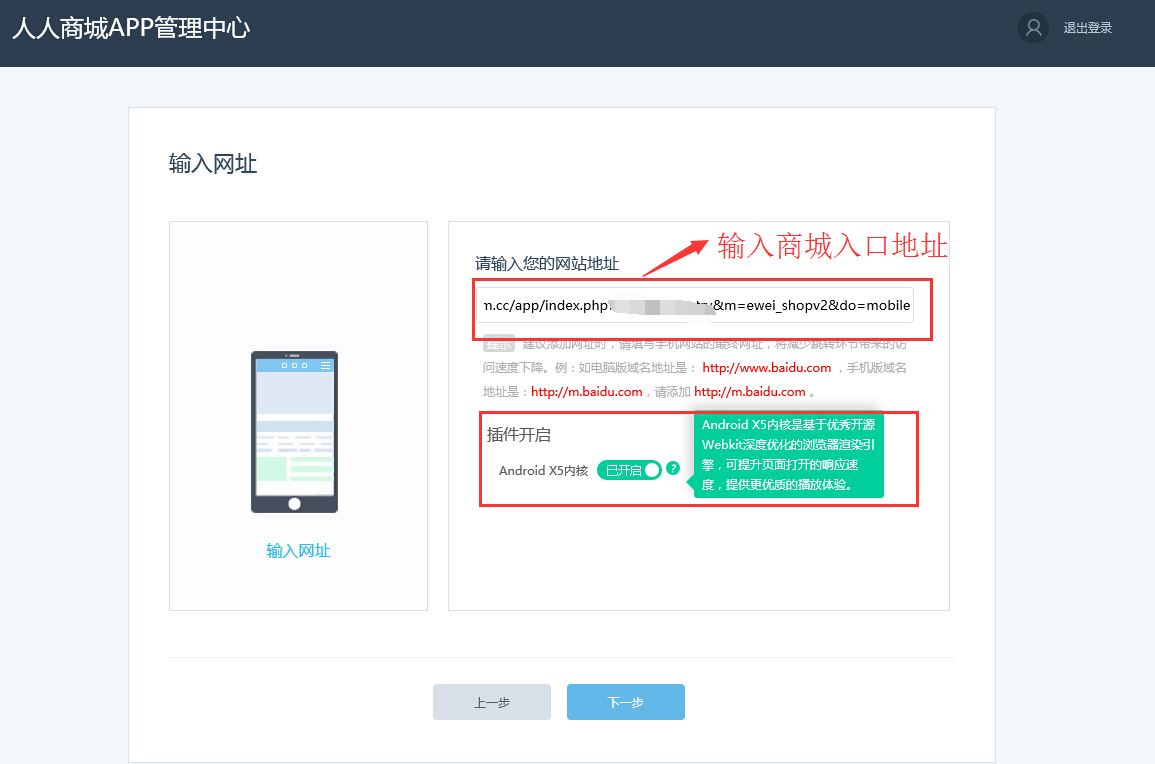 人人商城APP管理中心
退出登录
输入网址
输入商城入口地址
请输入您的网站地址
m.cc/app/index.php try&m=ewei_shopv2&do=mobile
提示 建议添加网址时，请填写手机网站的最终网址，将减少跳转环节带来的访
问速度下降。例：如电脑版域名地址是： http://www.baidu.com ，手机版域名
地址是：http://m.baidu.com，请添加 http://m.baidu.com 。
插件开启
Android X5内核 已开启 ?
Android X5内核是基于优秀开源
Webkit深度优化的浏览器渲染引
擎，可提升页面打开的响应速
度，提供更优质的播放体验。
输入网址
上一步
下一步